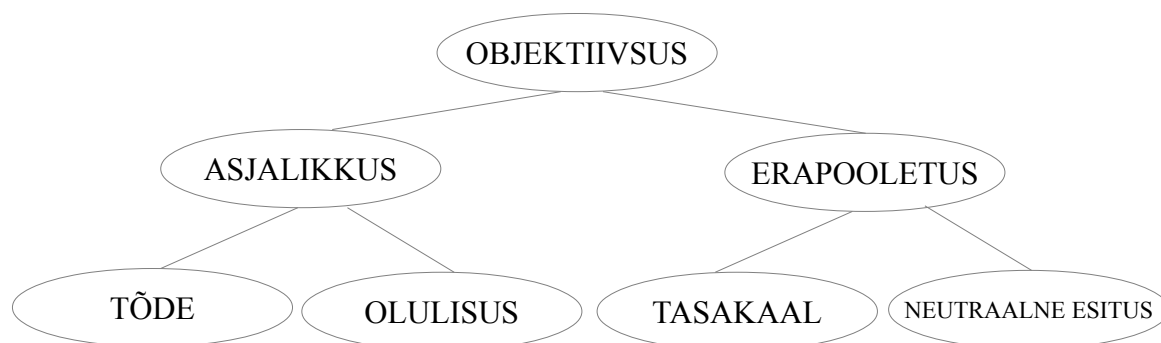 OBJEKTIIVSUS
ASJALIKKUS
ERAPOOLETUS
TÕDE
OLULISUS
TASAKAAL
NEUTRAALNE ESITUS